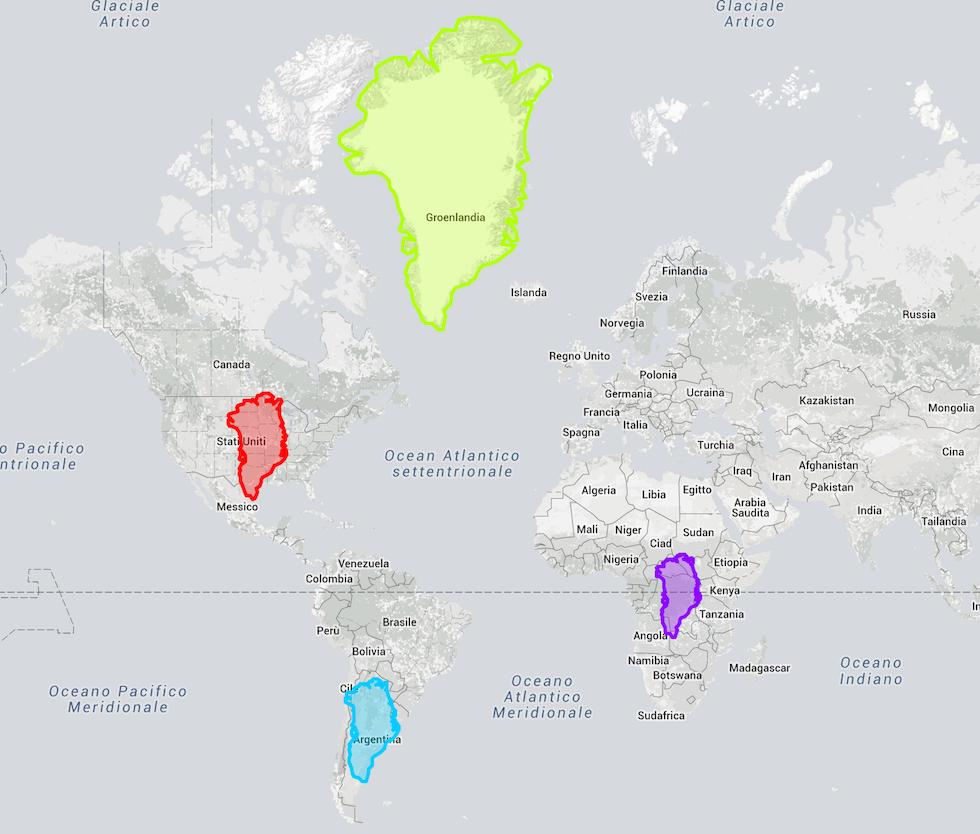 Glaciale
Artico
Glaciale
Artico
Groenlandia
Islanda
Finlandia
Svezia
Norvegia
Russia
Canada
Regno Unito
Polonia
Germania
Ucraina
Francia
Italia
Spagna
Kazakistan
Mongolia
Stati Uniti
Turchia
Cina
o Pacifico
ntrionale
Ocean Atlantico
settentrionale
Iraq
Iran
Afghanistan
Pakistan
Messico
Algeria
Libia
Egitto
Arabia
Saudita
India
Tailandia
Mali
Niger
Sudan
Ciad
Nigeria
Etiopia
Venezuela
Colombia
Kenya
In
Tanzania
Perù
Brasile
Angola
Bolivia
Namibia
Botswana
Madagascar
Oceano
Indiano
Oceano Pacifico
Meridionale
Oceano
Atlantico
Meridionale
Cile
Sudafrica
Argentina